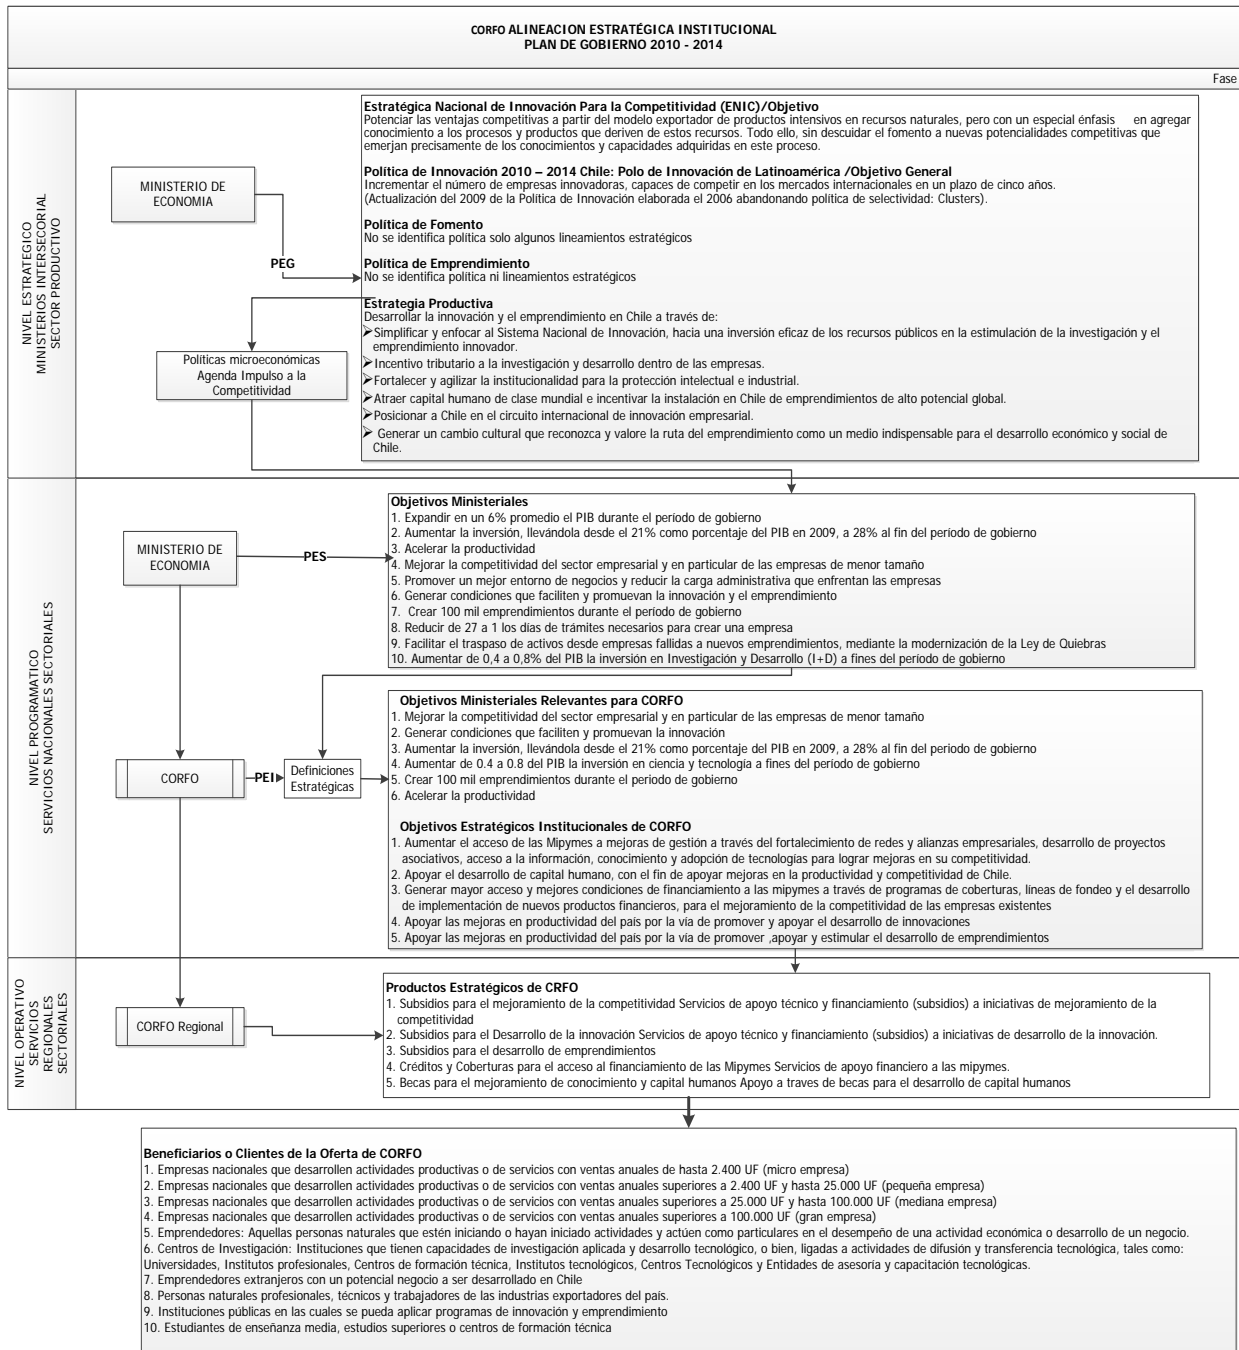 CORFO ALINEACION ESTRATÉGICA INSTITUCIONAL
PLAN DE GOBIERNO 2010 - 2014
Fase
NIVEL ESTRATEGICO
MINISTERIOS INTERSECORIAL
SECTOR PRODUCTIVO
MINISTERIO DE
ECONOMIA
PEG
Políticas microeconómicas
Agenda Impulso a la
Competitividad
Estratégica Nacional de Innovación Para la Competitividad (ENIC)/Objetivo
Potenciar las ventajas competitivas a partir del modelo exportador de productos intensivos en recursos naturales, pero con un especial énfasis en agregar
conocimiento a los procesos y productos que deriven de estos recursos. Todo ello, sin descuidar el fomento a nuevas potencialidades competitivas que
emerjan precisamente de los conocimientos y capacidades adquiridas en este proceso.
Política de Innovación 2010 – 2014 Chile: Polo de Innovación de Latinoamérica /Objetivo General
Incrementar el número de empresas innovadoras, capaces de competir en los mercados internacionales en un plazo de cinco años.
(Actualización del 2009 de la Política de Innovación elaborada el 2006 abandonando política de selectividad: Clusters).
Política de Fomento
No se identifica política solo algunos lineamientos estratégicos
Política de Emprendimiento
No se identifica política ni lineamientos estratégicos
Estrategia Productiva
Desarrollar la innovación y el emprendimiento en Chile a través de:
➢Simplificar y enfocar al Sistema Nacional de Innovación, hacia una inversión eficaz de los recursos públicos en la estimulación de la investigación y el
emprendimiento innovador.
➢Incentivo tributario a la investigación y desarrollo dentro de las empresas.
➢Fortalecer y agilizar la institucionalidad para la protección intelectual e industrial.
➢Atraer capital humano de clase mundial e incentivar la instalación en Chile de emprendimientos de alto potencial global.
➢Posicionar a Chile en el circuito internacional de innovación empresarial.
➢ Generar un cambio cultural que reconozca y valore la ruta del emprendimiento como un medio indispensable para el desarrollo económico y social de
Chile.
NIVEL PROGRAMATICO
SERVICIOS NACIONALES SECTORIALES
MINISTERIO DE
ECONOMIA
PES
Objetivos Ministeriales
1. Expandir en un 6% promedio el PIB durante el período de gobierno
2. Aumentar la inversión, llevándola desde el 21% como porcentaje del PIB en 2009, a 28% al fin del período de gobierno
3. Acelerar la productividad
4. Mejorar la competitividad del sector empresarial y en particular de las empresas de menor tamaño
5. Promover un mejor entorno de negocios y reducir la carga administrativa que enfrentan las empresas
6. Generar condiciones que faciliten y promuevan la innovación y el emprendimiento
7. Crear 100 mil emprendimientos durante el período de gobierno
8. Reducir de 27 a 1 los días de trámites necesarios para crear una empresa
9. Facilitar el traspaso de activos desde empresas fallidas a nuevos emprendimientos, mediante la modernización de la Ley de Quiebras
10. Aumentar de 0,4 a 0,8% del PIB la inversión en Investigación y Desarrollo (I+D) a fines del período de gobierno
CORFO
PEI
Definiciones
Estratégicas
Objetivos Ministeriales Relevantes para CORFO
1. Mejorar la competitividad del sector empresarial y en particular de las empresas de menor tamaño
2. Generar condiciones que faciliten y promuevan la innovación
3. Aumentar la inversión, llevándola desde el 21% como porcentaje del PIB en 2009, a 28% al fin del periodo de gobierno
4. Aumentar de 0.4 a 0.8 del PIB la inversión en ciencia y tecnología a fines del período de gobierno
5. Crear 100 mil emprendimientos durante el periodo de gobierno
6. Acelerar la productividad
Objetivos Estratégicos Institucionales de CORFO
1. Aumentar el acceso de las Mipymes a mejoras de gestión a través del fortalecimiento de redes y alianzas empresariales, desarrollo de proyectos
asociativos, acceso a la información, conocimiento y adopción de tecnologías para lograr mejoras en su competitividad.
2. Apoyar el desarrollo de capital humano, con el fin de apoyar mejoras en la productividad y competitividad de Chile.
3. Generar mayor acceso y mejores condiciones de financiamiento a las mipymes a través de programas de coberturas, líneas de fondeo y el desarrollo
de implementación de nuevos productos financieros, para el mejoramiento de la competitividad de las empresas existentes
4. Apoyar las mejoras en productividad del país por la vía de promover y apoyar el desarrollo de innovaciones
5. Apoyar las mejoras en productividad del país por la vía de promover ,apoyar y estimular el desarrollo de emprendimientos
NIVEL OPERATIVO
SERVICIOS
REGIONALES
SECTORIALES
CORFO Regional
Productos Estratégicos de CRFO
1. Subsidios para el mejoramiento de la competitividad Servicios de apoyo técnico y financiamiento (subsidios) a iniciativas de mejoramiento de la
competitividad
2. Subsidios para el Desarrollo de la innovación Servicios de apoyo técnico y financiamiento (subsidios) a iniciativas de desarrollo de la innovación.
3. Subsidios para el desarrollo de emprendimientos
4. Créditos y Coberturas para el acceso al financiamiento de las Mipymes Servicios de apoyo financiero a las mipymes.
5. Becas para el mejoramiento de conocimiento y capital humanos Apoyo a traves de becas para el desarrollo de capital humanos
Beneficiarios o Clientes de la Oferta de CORFO
1. Empresas nacionales que desarrollen actividades productivas o de servicios con ventas anuales de hasta 2.400 UF (micro empresa)
2. Empresas nacionales que desarrollen actividades productivas o de servicios con ventas anuales superiores a 2.400 UF y hasta 25.000 UF (pequeña empresa)
3. Empresas nacionales que desarrollen actividades productivas o de servicios con ventas anuales superiores a 25.000 UF y hasta 100.000 UF (mediana empresa)
4. Empresas nacionales que desarrollen actividades productivas o de servicios con ventas anuales superiores a 100.000 UF (gran empresa)
5. Emprendedores: Aquellas personas naturales que estén iniciando o hayan iniciado actividades y actúen como particulares en el desempeño de una actividad económica o desarrollo de un negocio.
6. Centros de Investigación: Instituciones que tienen capacidades de investigación aplicada y desarrollo tecnológico, o bien, ligadas a actividades de difusión y transferencia tecnológica, tales como:
Universidades, Institutos profesionales, Centros de formación técnica, Institutos tecnológicos, Centros Tecnológicos y Entidades de asesoría y capacitación tecnológicas.
7. Emprendedores extranjeros con un potencial negocio a ser desarrollado en Chile
8. Personas naturales profesionales, técnicos y trabajadores de las industrias exportadores del país.
9. Instituciones públicas en las cuales se pueda aplicar programas de innovación y emprendimiento
10. Estudiantes de enseñanza media, estudios superiores o centros de formación técnica